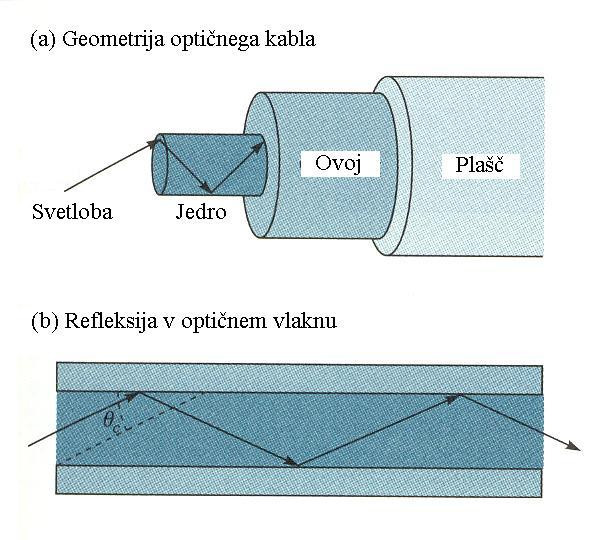 (a) Geometrija optičnega kabla
Ovoj
Plašč
Svetloba
Jedro
(b) Refleksija v optičnem vlaknu
θc